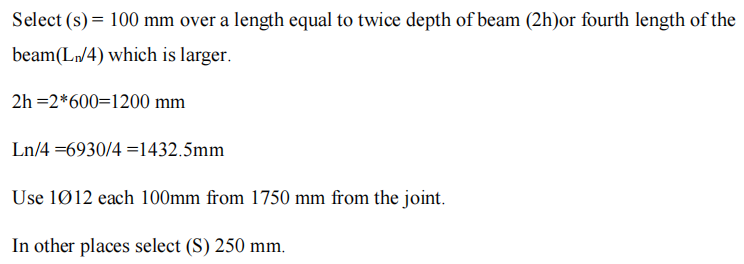 Select (s) = 100 mm over a length equal to twice depth of beam (2h)or fourth length of the
beam(Ln/4) which is larger.
2h =2*600=1200 mm
Ln/4 =6930/4 =1432.5mm
Use 1Ø12 each 100mm from 1750 mm from the joint.
In other places select (S) 250 mm.